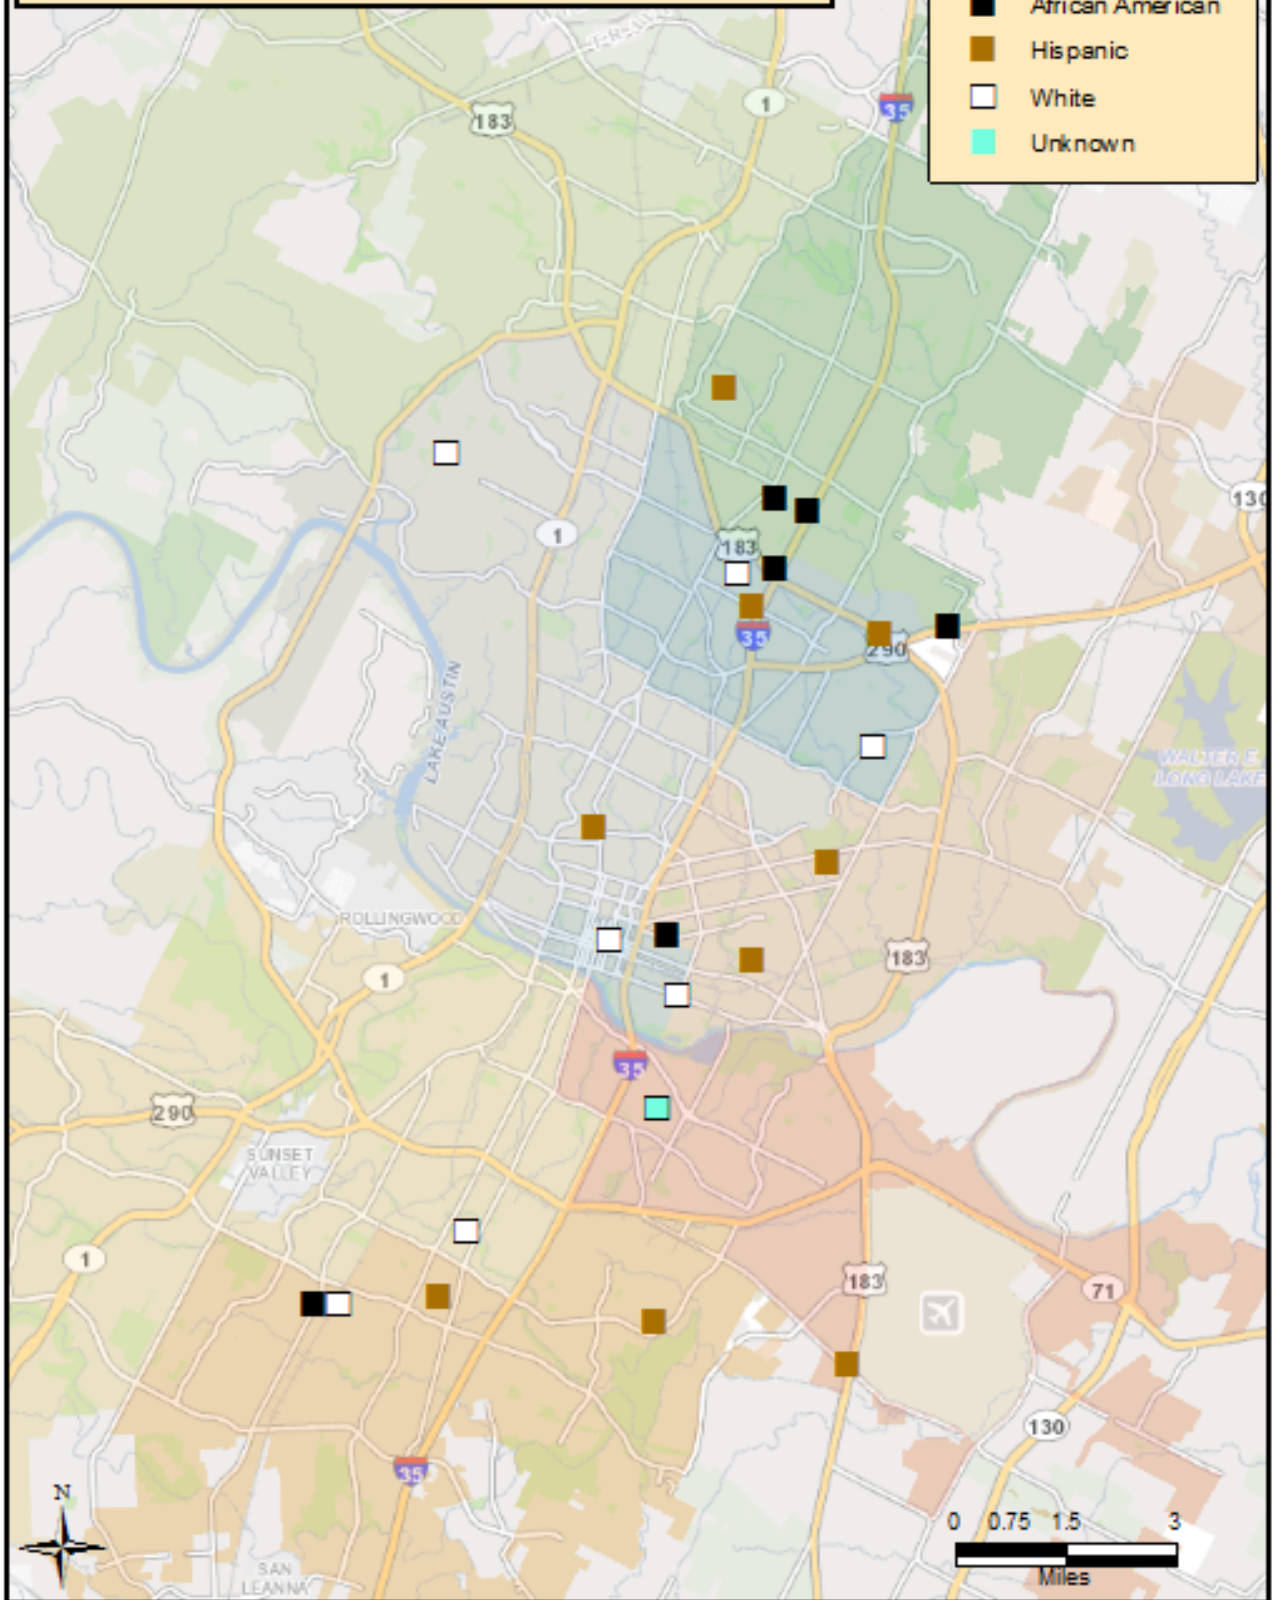 African American
Hispanic
White
Unknown
183
1
35
130
1
183
35
290
LAKE AUSTIN
WALTER E
LONG LAKE
ROLLINGWOOD
183
1
35
290
SUNSET
VALLEY
1
183
71
130
35
N
0 0.75 1.5 3
Miles
SAN
LEANNA